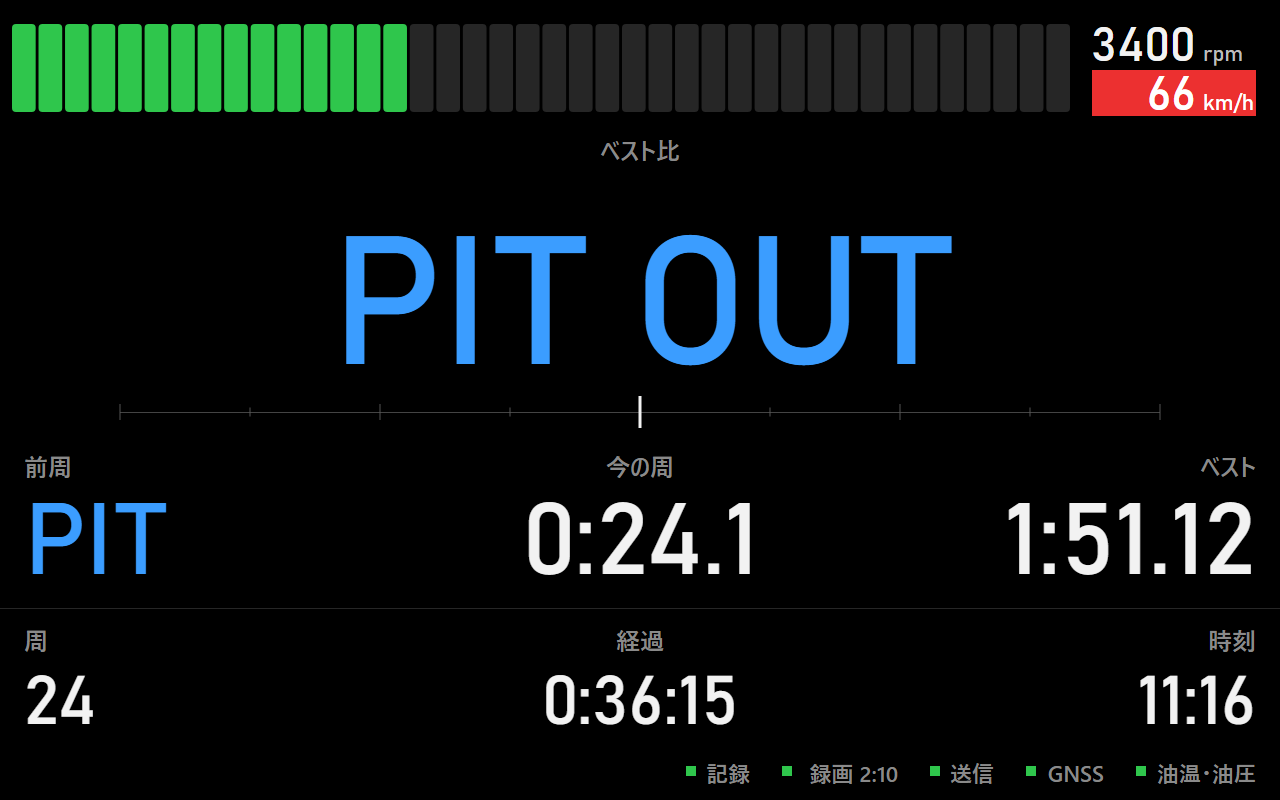 3400 rpm
66 km/h
ベスト比
PIT OUT
前周 今の周 ベスト
PIT 0:24.1 1:51.12
周 経過 時刻
24 0:36:15 11:16
記録 録画 2:10 送信 GNSS 油温･油圧